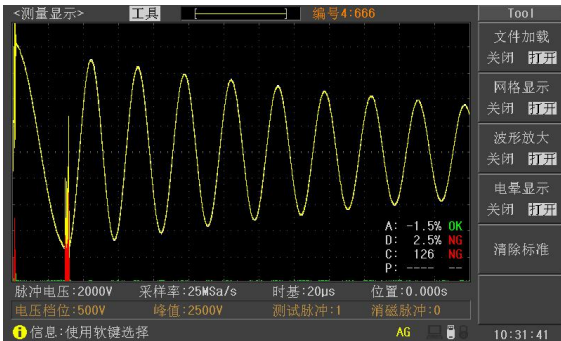 <测量显示> 工具 编号4:666
Tool
文件加载
关闭 打开
网格显示
关闭 打开
波形放大
关闭 打开
电晕显示
关闭 打开
清除标准
A: -1.5% OK
D: 2.5% NG
C: 126 NG
P: ---- --
脉冲电压:2000V 采样率:25MSa/s 时基:20μs 位置:0.000s
电压档位:500V 峰值:2500V 测试脉冲:1 消磁脉冲:0
信息:使用软键选择 AG 10:31:41